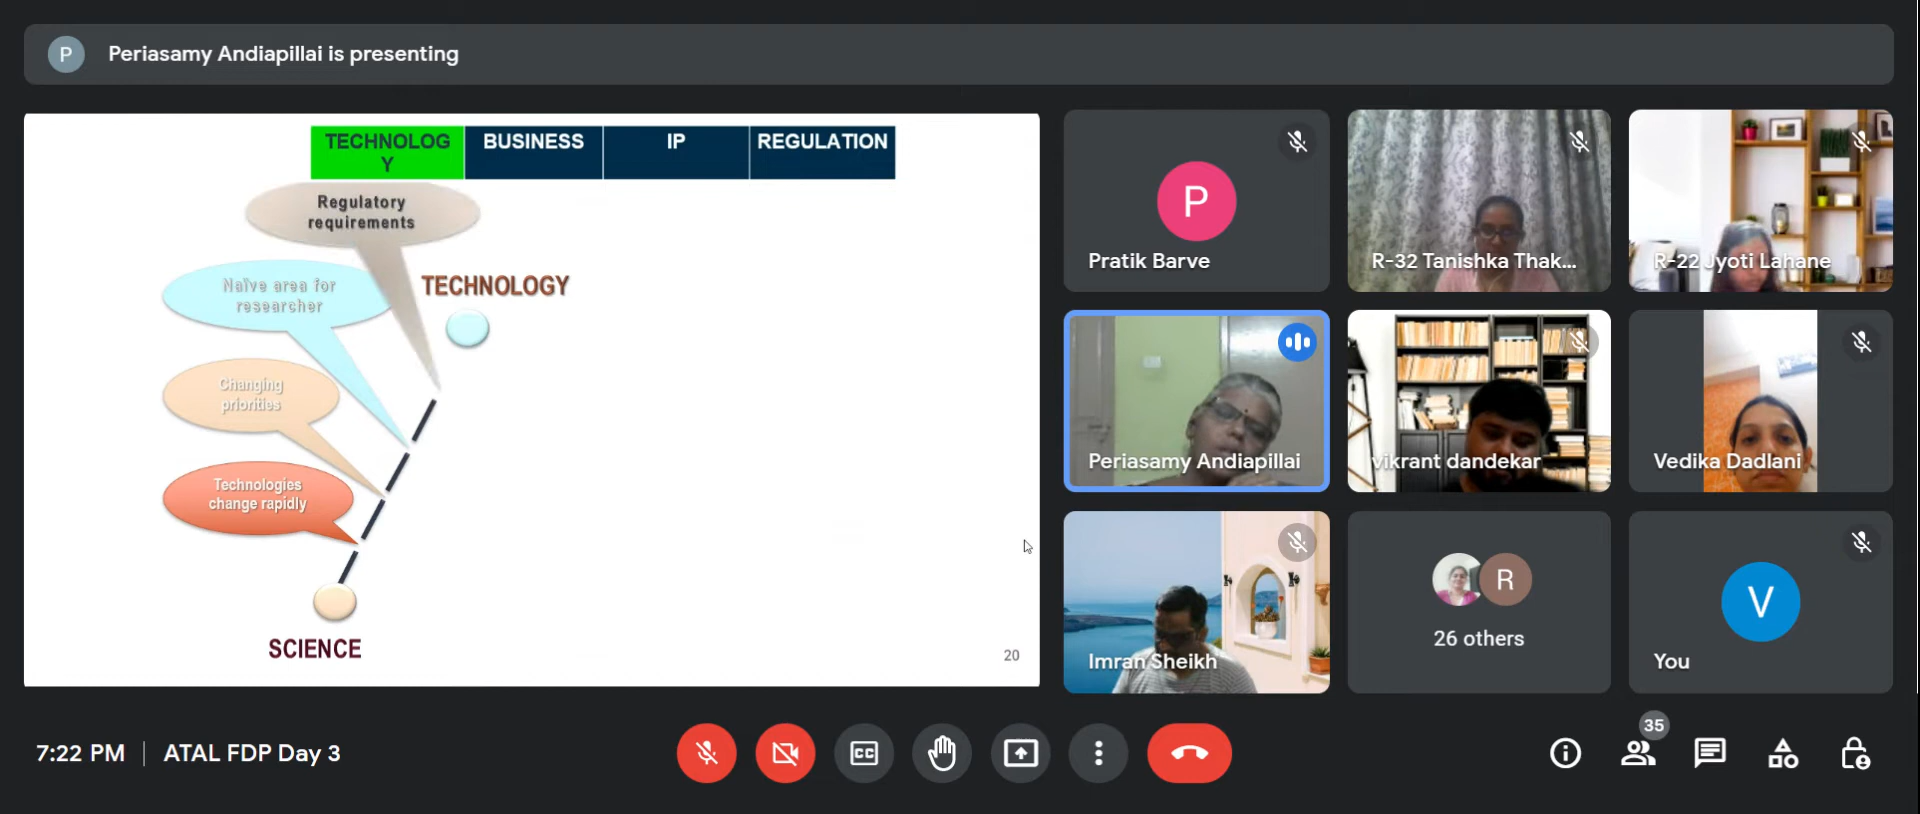 P
Periasamy Andiapillai is presenting
TECHNOLOG
Y
BUSINESS
IP
REGULATION
Regulatory
requirements
Naïve area for
researcher
TECHNOLOGY
Changing
priorities
Technologies
change rapidly
SCIENCE
20
P
Pratik Barve
R-32 Tanishka Thak...
R-22 Jyoti Lahane
Periasamy Andiapillai
vikrant dandekar
Vedika Dadlani
Imran Sheikh
R
26 others
V
You
7:22 PM | ATAL FDP Day 3
CC
35